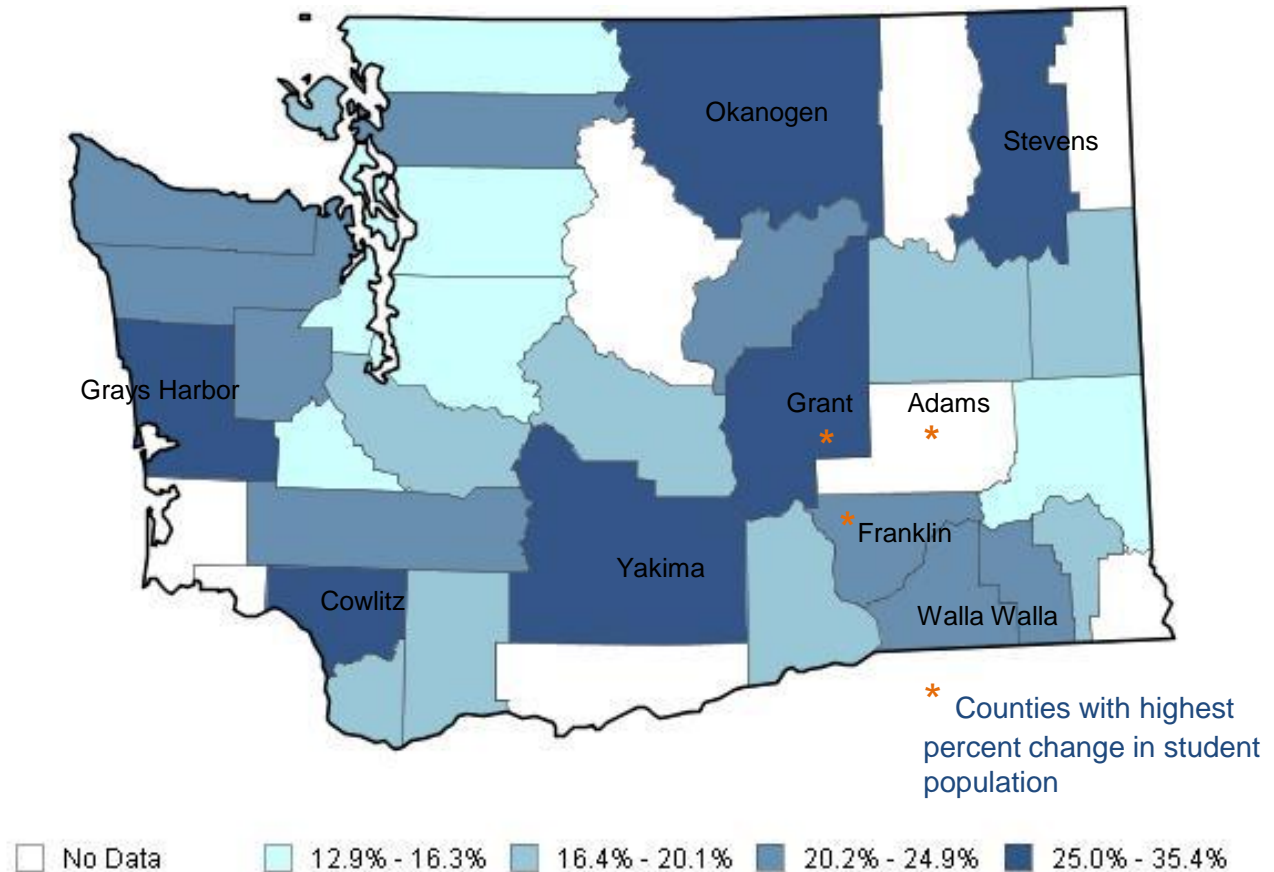 Okanogen
Stevens
Grays Harbor
Grant
Adams
*
*
*
Franklin
Yakima
Cowlitz
Walla Walla
* Counties with highest
percent change in student
population
No Data
12.9% - 16.3%
16.4% - 20.1%
20.2% - 24.9%
25.0% - 35.4%